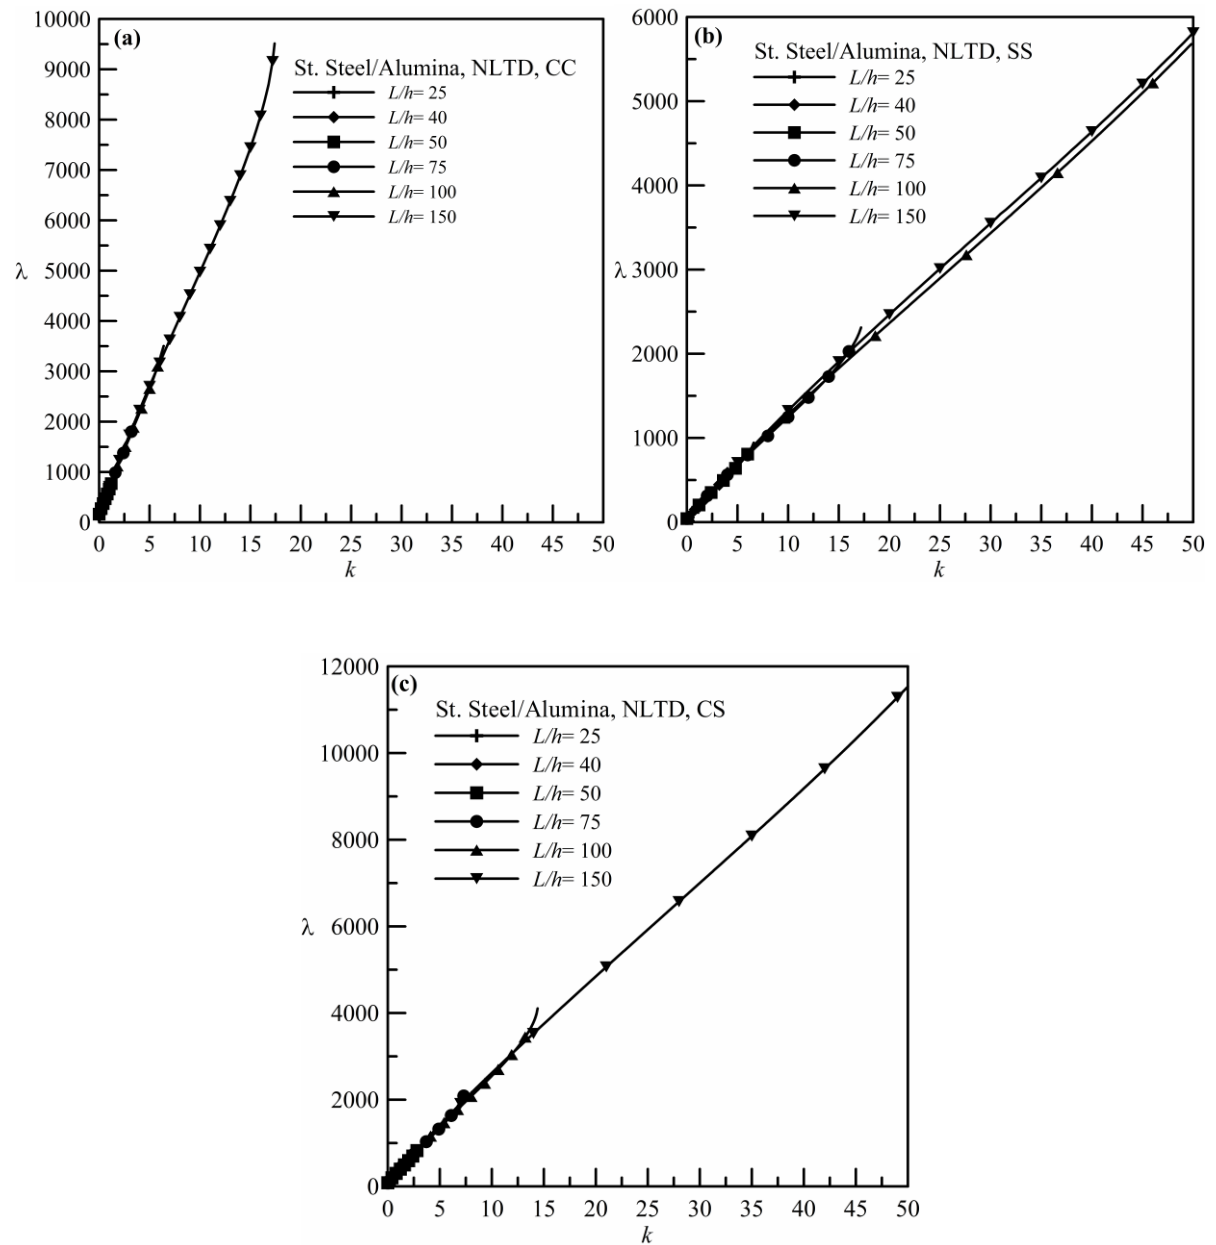 (a)
St. Steel/Alumina, NLTD, CC
L/h= 25
L/h= 40
L/h= 50
L/h= 75
L/h= 100
L/h= 150
10000
9000
8000
7000
6000
5000
4000
3000
2000
1000
0
λ
0 5 10 15 20 25 30 35 40 45 50
k
(b)
St. Steel/Alumina, NLTD, SS
L/h= 25
L/h= 40
L/h= 50
L/h= 75
L/h= 100
L/h= 150
6000
5000
4000
3000
2000
1000
0
λ
0 5 10 15 20 25 30 35 40 45 50
k
(c)
St. Steel/Alumina, NLTD, CS
L/h= 25
L/h= 40
L/h= 50
L/h= 75
L/h= 100
L/h= 150
12000
10000
8000
6000
4000
2000
0
λ
0 5 10 15 20 25 30 35 40 45 50
k